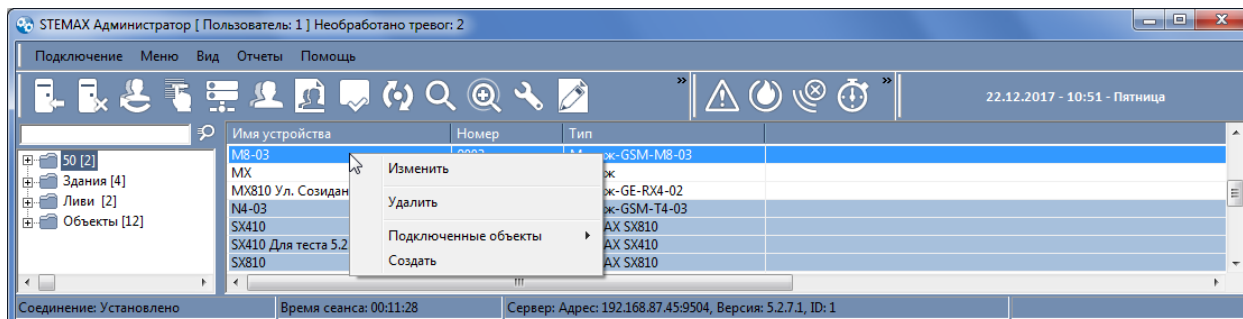 STEMAX Администратор [ Пользователь: 1 ] Необработано тревог: 2
Подключение Меню Вид Отчеты Помощь
22.12.2017 - 10:51 - Пятница
Имя устройства Номер Тип
50 [2]
Здания [4]
Ливи [2]
Объекты [12]
M8-03 ж-GSM-M8-03
MX ж
MX810 Ул. Созидан ж-GE-RX4-02
N4-03 ж-GSM-T4-03
SX410 AX SX810
SX410 Для теста 5.2 AX SX410
SX810 AX SX810
Изменить
Удалить
Подключенные объекты
Создать
Соединение: Установлено Время сеанса: 00:11:28 Сервер: Адрес: 192.168.87.45:9504, Версия: 5.2.7.1, ID: 1